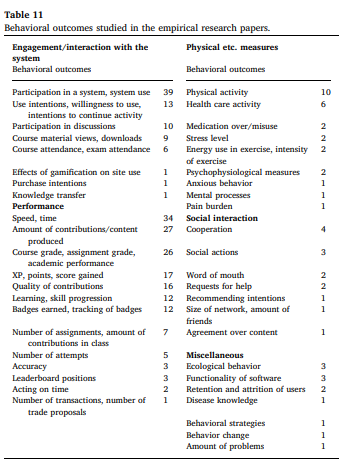 Table 11
Behavioral outcomes studied in the empirical research papers.
Engagement/interaction with the system
Behavioral outcomes
Participation in a system, system use 39
Use intentions, willingness to use, 13
intentions to continue activity
Participation in discussions 10
Course material views, downloads 9
Course attendance, exam attendance 6
Effects of gamification on site use 1
Purchase intentions 1
Knowledge transfer 1
Performance
Speed, time 34
Amount of contributions/content 27
produced
Course grade, assignment grade, 26
academic performance
XP, points, score gained 17
Quality of contributions 16
Learning, skill progression 12
Badges earned, tracking of badges 12
Number of assignments, amount of 7
contributions in class
Number of attempts 5
Accuracy 3
Leaderboard positions 3
Acting on time 2
Number of transactions, number of 1
trade proposals
Physical etc. measures
Behavioral outcomes
Physical activity 10
Health care activity 6
Medication over/misuse 2
Stress level 2
Energy use in exercise, intensity 2
of exercise
Psychophysiological measures 2
Anxious behavior 1
Mental processes 1
Pain burden 1
Social interaction
Cooperation 4
Social actions 3
Word of mouth 2
Requests for help 2
Recommending intentions 1
Size of network, amount of 1
friends
Agreement over content 1
Miscellaneous
Ecological behavior 3
Functionality of software 3
Retention and attrition of users 2
Disease knowledge 1
Behavioral strategies 1
Behavior change 1
Amount of problems 1